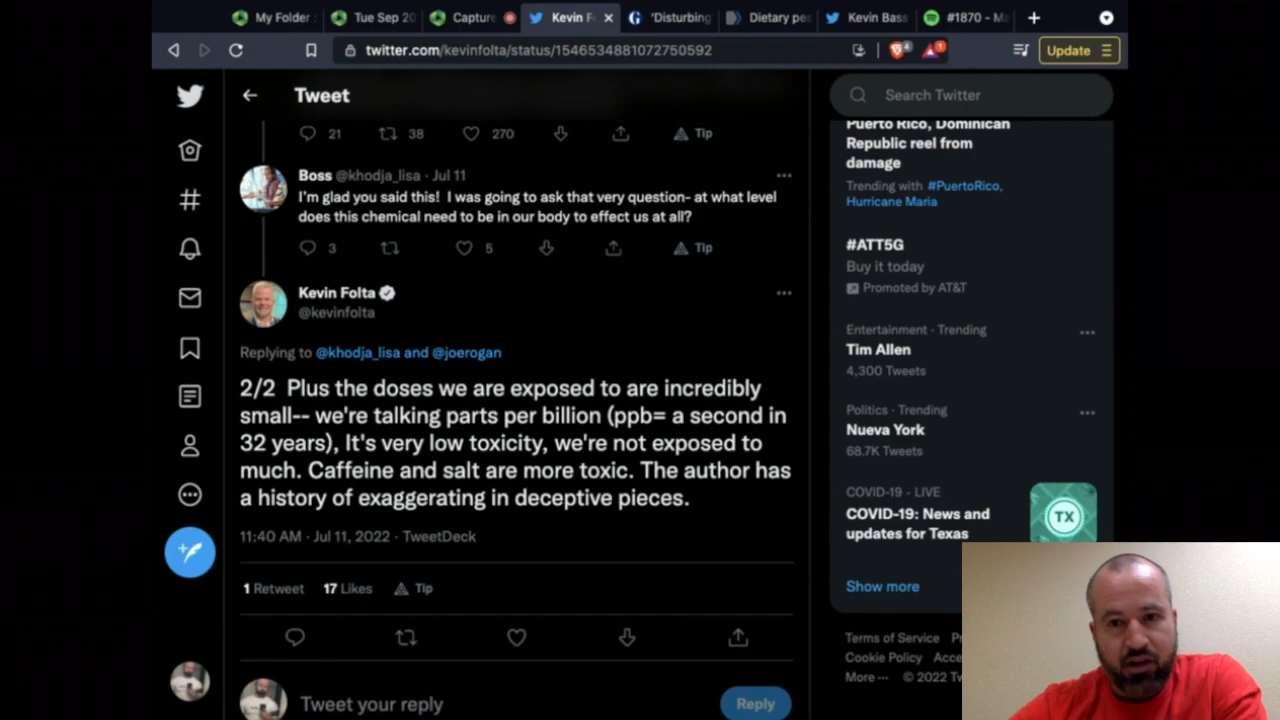 My Folder
Tue Sep 20
Capture
Kevin F
'Disturbing
Dietary pes
Kevin Bass
#1870 - Ma
twitter.com/kevinfolta/status/1546534881072750592
4
1
Update
Tweet
Search Twitter
21
38
270
Tip
Boss @khodja_lisa · Jul 11
I'm glad you said this! I was going to ask that very question- at what level
does this chemical need to be in our body to effect us at all?
3
5
Tip
Kevin Folta
@kevinfolta
Replying to @khodja_lisa and @joerogan
2/2 Plus the doses we are exposed to are incredibly
small-- we're talking parts per billion (ppb= a second in
32 years), It's very low toxicity, we're not exposed to
much. Caffeine and salt are more toxic. The author has
a history of exaggerating in deceptive pieces.
11:40 AM · Jul 11, 2022 · TweetDeck
1 Retweet 17 Likes Tip
Tweet your reply
Reply
Puerto Rico, Dominican
Republic reel from
damage
Trending with #PuertoRico,
Hurricane Maria
#ATT5G
Buy it today
Promoted by AT&T
Entertainment · Trending
Tim Allen
4,300 Tweets
Politics · Trending
Nueva York
68.7K Tweets
COVID-19 · LIVE
COVID-19: News and
updates for Texas
TX
Show more
Terms of Service Pr
Cookie Policy Acce
More ··· © 2022 Tw